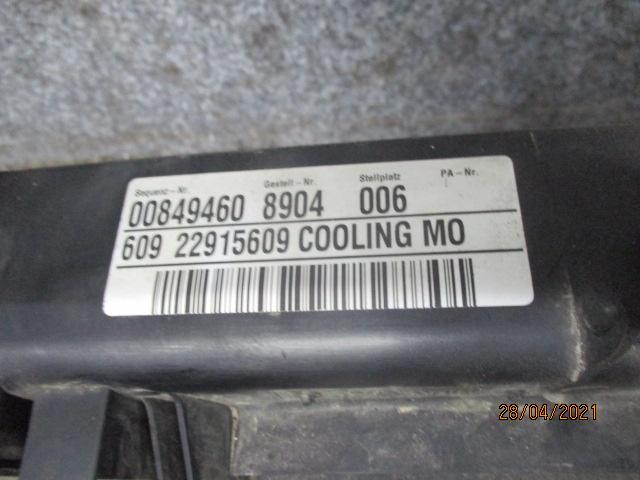 Sequenz-Nr. Gestell-Nr. Stellplatz PA-Nr.
00849460 8904 006
609 22915609 COOLING MO
28/04/2021